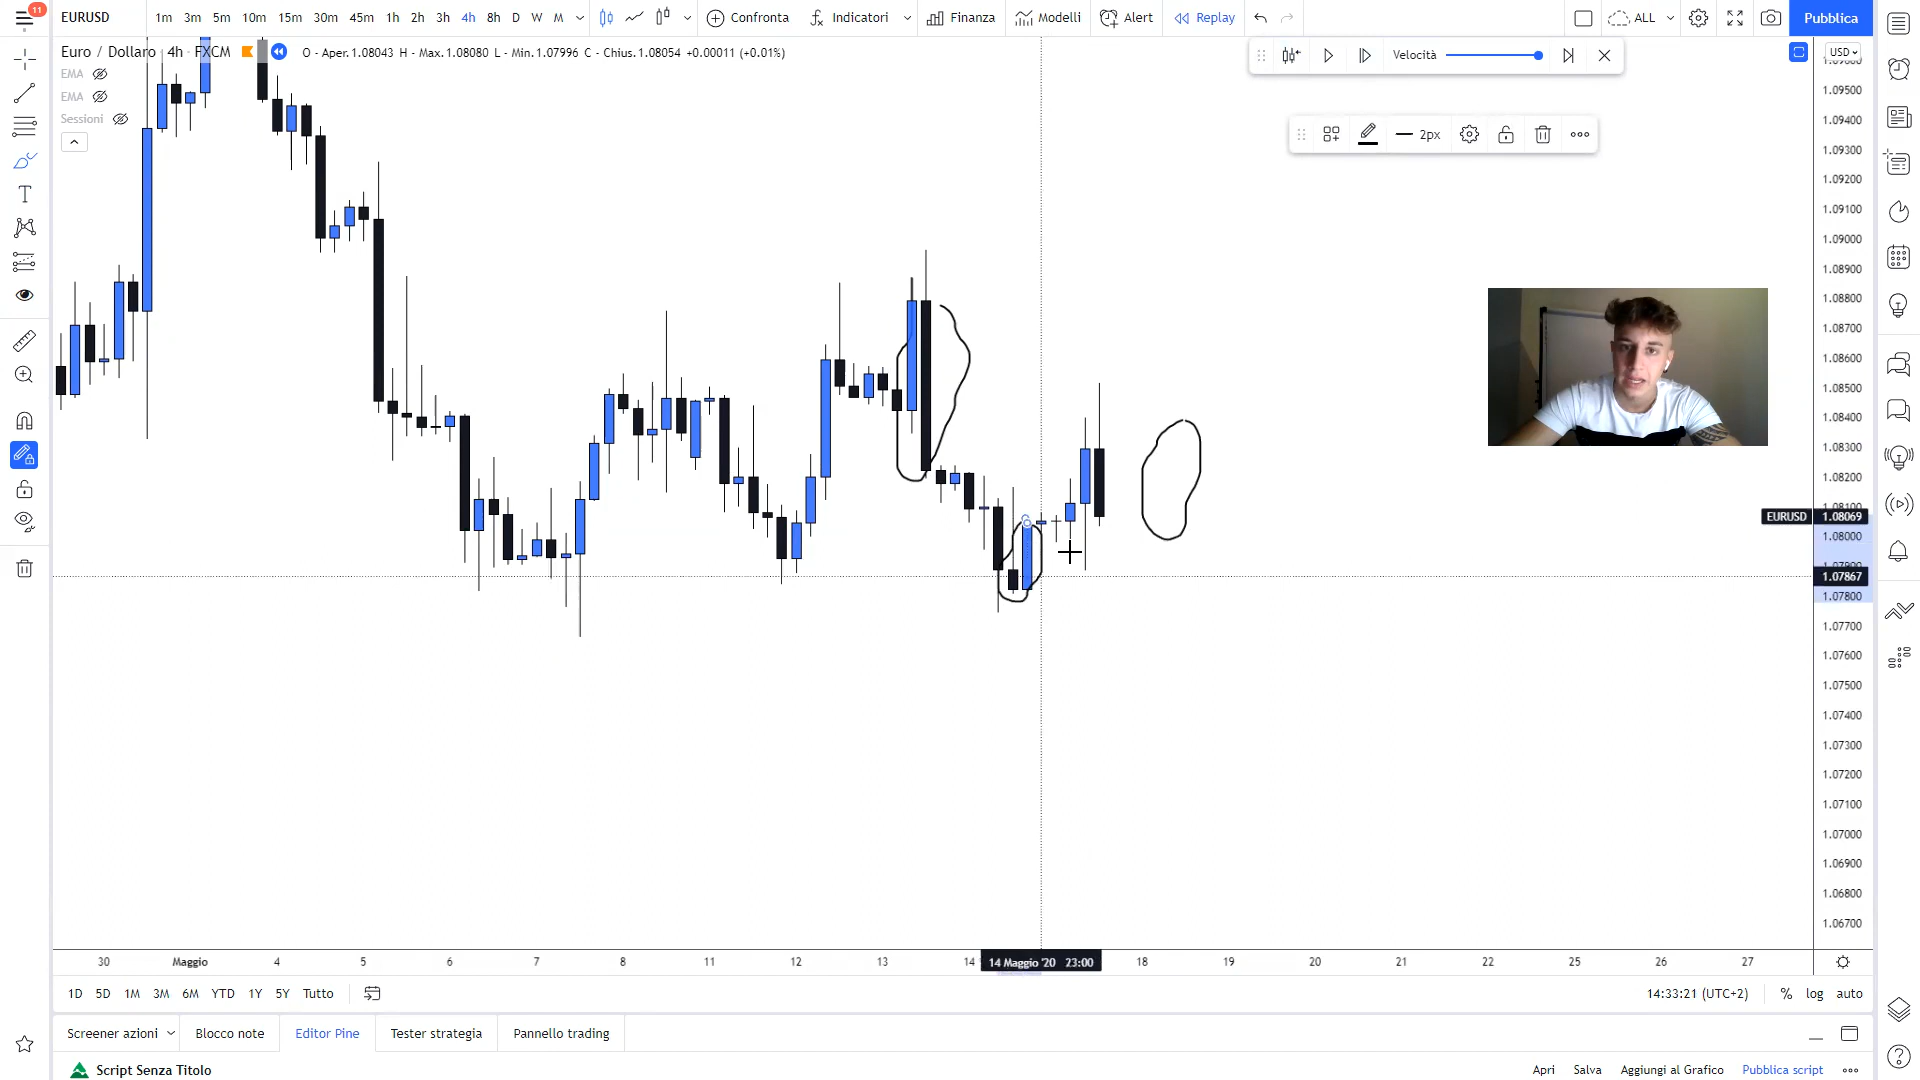 11
EURUSD 1m 3m 5m 10m 15m 30m 45m 1h 2h 3h 4h 8h D W M Confronta Indicatori Finanza Modelli Alert Replay ALL Pubblica
Euro / Dollaro 4h FXCM O - Aper.1.08043 H - Max.1.08080 L - Min.1.07996 C - Chius.1.08054 +0.00011 (+0.01%)
Velocità
USD
EMA
EMA
Sessioni
2px
1.09500
1.09400
1.09300
1.09200
1.09100
1.09000
1.08900
1.08800
1.08700
1.08600
1.08500
1.08400
1.08300
1.08200
EURUSD 1.08069
1.08000
1.07867
1.07800
1.07700
1.07600
1.07500
1.07400
1.07300
1.07200
1.07100
1.07000
1.06900
1.06800
1.06700
30 Maggio 4 5 6 7 8 11 12 13 14 14 Maggio '20 23:00 18 19 20 21 22 25 26 27
1D 5D 1M 3M 6M YTD 1Y 5Y Tutto 14:33:21 (UTC+2) % log auto
Screener azioni Blocco note Editor Pine Tester strategia Pannello trading
Script Senza Titolo Apri Salva Aggiungi al Grafico Pubblica script